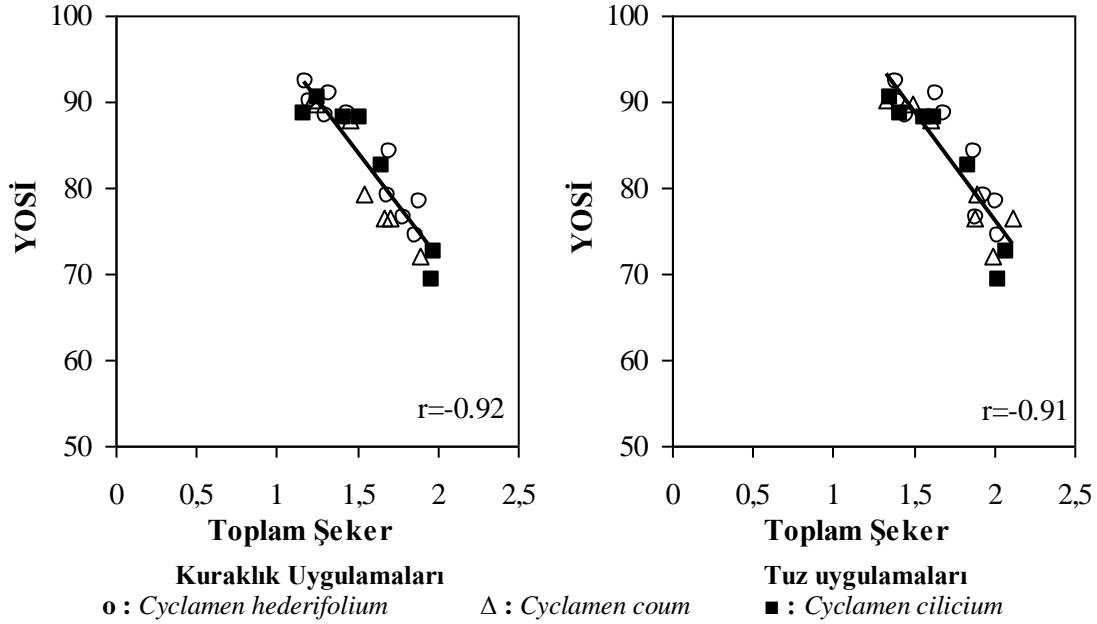 100
90
80
70
60
50
YOSİ
r=-0.92
0 0,5 1 1,5 2 2,5
Toplam Şeker
Kuraklık Uygulamaları
100
90
80
70
60
50
YOSİ
r=-0.91
0 0,5 1 1,5 2 2,5
Toplam Şeker
Tuz uygulamaları
o : Cyclamen hederifolium Δ : Cyclamen coum ■ : Cyclamen cilicium